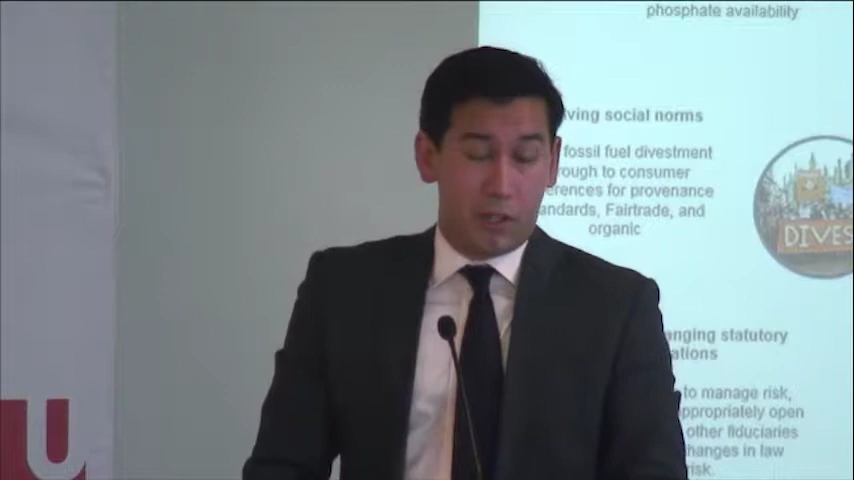 phosphate availability
ving social norms
fossil fuel divestment
rough to consumer
erences for provenance
andards, Fairtrade, and
organic
DIVES
anging statutory
ations
to manage risk,
ppropriately open
other fiduciaries
hanges in law
risk.
u